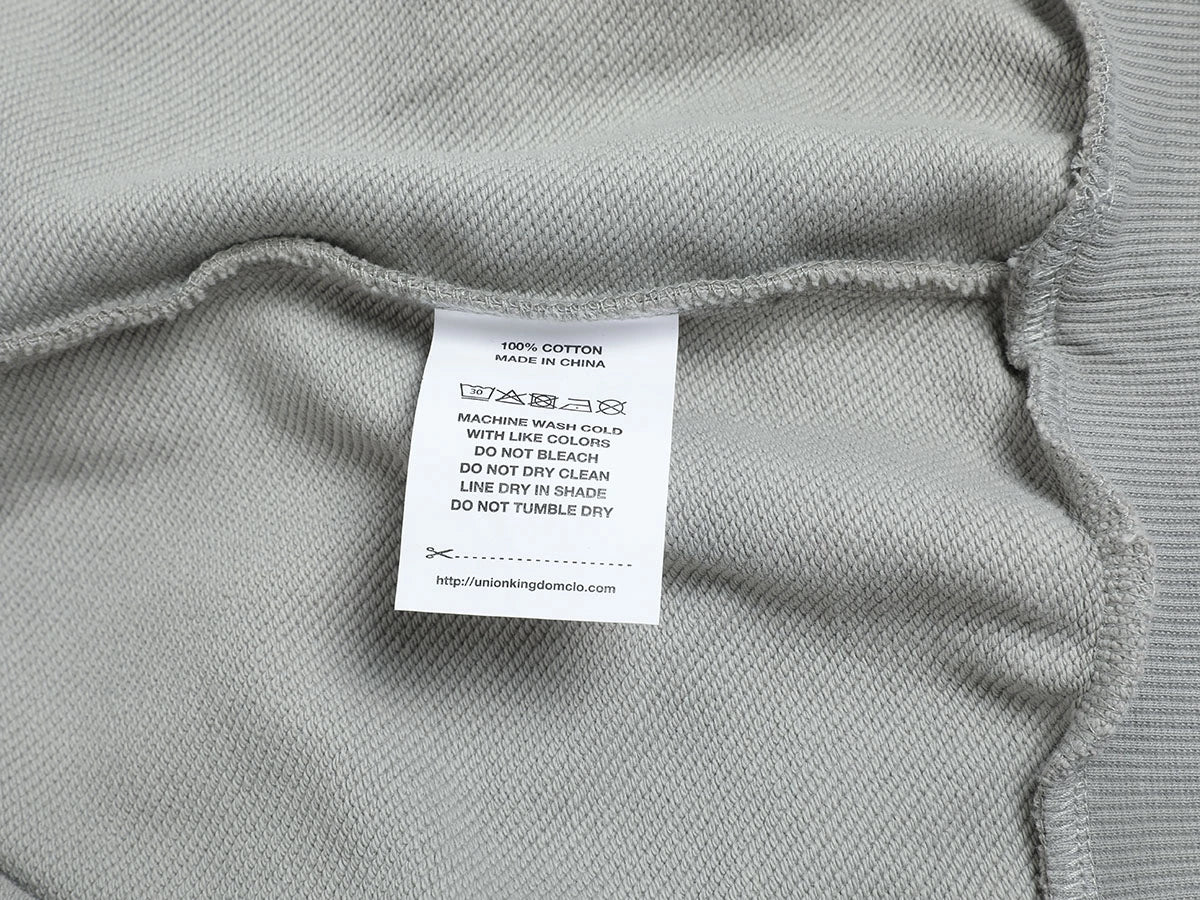 100% COTTON
MADE IN CHINA
30
MACHINE WASH COLD
WITH LIKE COLORS
DO NOT BLEACH
DO NOT DRY CLEAN
LINE DRY IN SHADE
DO NOT TUMBLE DRY
http://unionkingdomclo.com